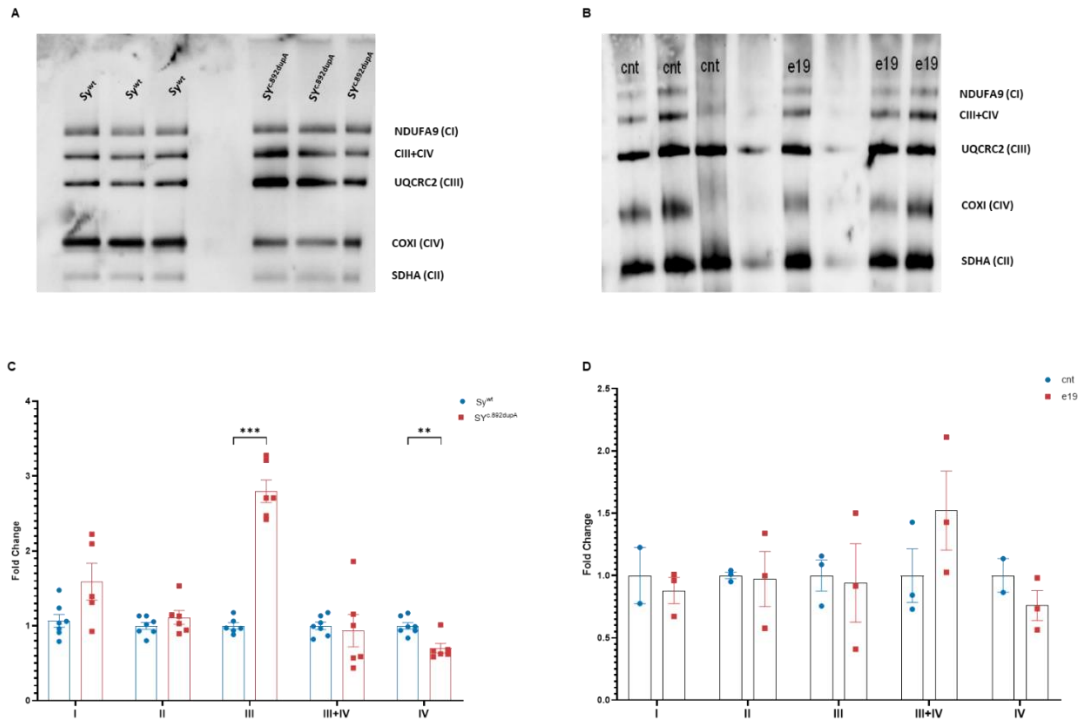 A
Sy^wt Sy^wt Sy^wt SY^c.892dupA SY^c.892dupA SY^c.892dupA
NDUFA9 (CI)
CIII+CIV
UQCRC2 (CIII)
COXI (CIV)
SDHA (CII)
B
cnt cnt cnt e19 e19 e19
NDUFA9 (CI)
CIII+CIV
UQCRC2 (CIII)
COXI (CIV)
SDHA (CII)
C
Sy^wt
SY^c.892dupA
Fold Change
4
3
2
1
0
***
**
I II III III+IV IV
D
cnt
e19
Fold Change
2.5
2.0
1.5
1.0
0.5
0.0
I II III III+IV IV